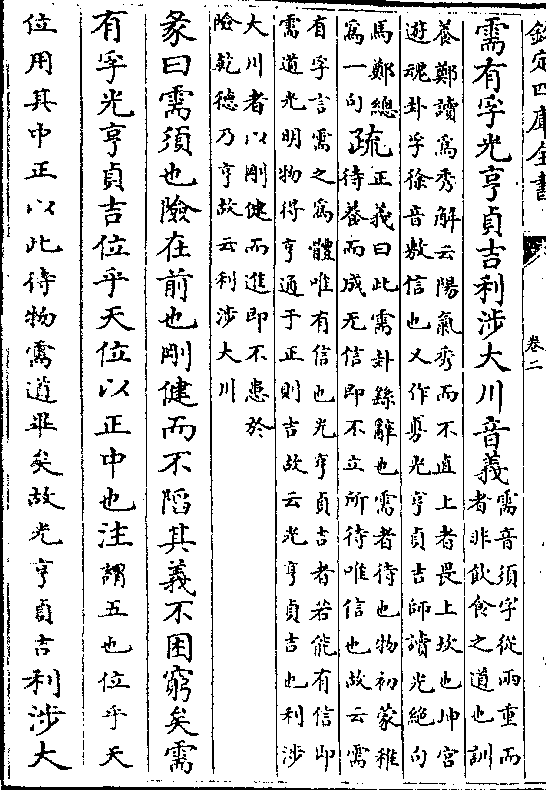 欽定四庫全書 卷二
需有孚光亨貞吉利涉大川音義
需音須字從雨重而
者非飲食之道也訓
養鄭讀爲秀解云陽氣秀而不直上者畏上坎也坤宮
遊魂卦孚徐音敷信也又作旉光亨貞吉師讀光絶句
馬鄭總
爲一句
疏
正義曰此需卦繇辭也需者待也物初蒙稚
待養而成无信即不立所待唯信也故云需
有孚言需之爲體唯有信也光亨貞吉者若能有信即
需道光明物得亨通于正則吉故云光亨貞吉也利涉
大川者以剛健而進即不患於
險乾德乃亨故云利涉大川
彖曰需須也險在前也剛健而不陷其義不困窮矣需
有孚光亨貞吉位乎天位以正中也注謂五也位乎天
位用其中正以此待物需道畢矣故光亨貞吉利涉大